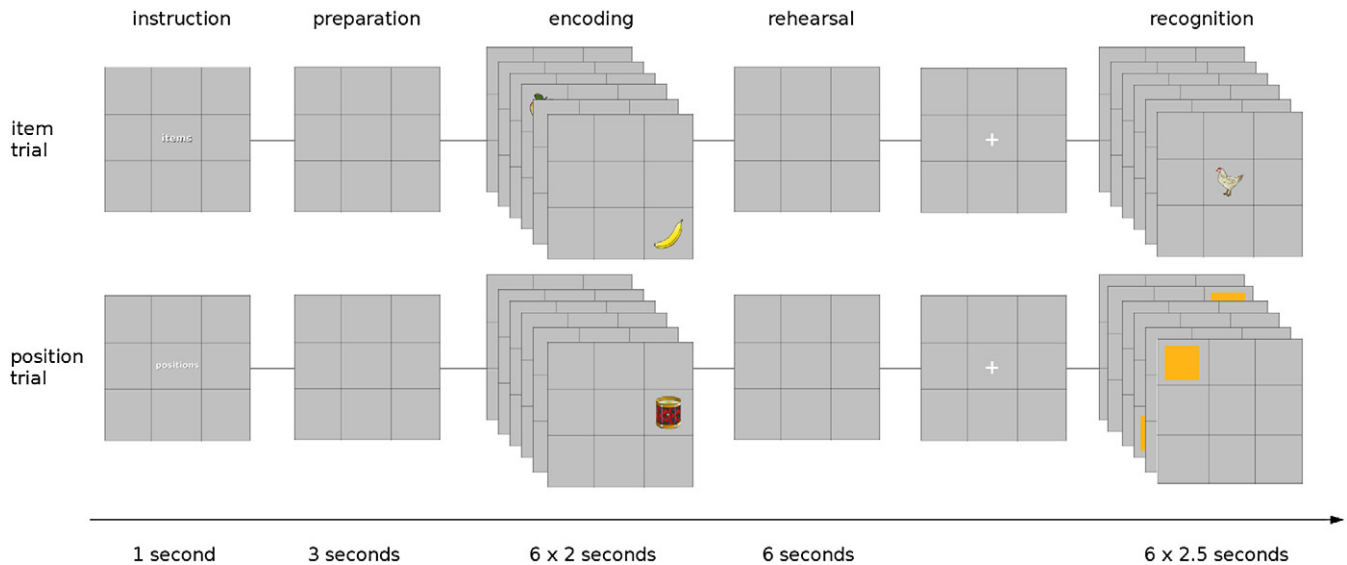 instruction preparation encoding rehearsal recognition
item
trial
items
+
position
trial
positions
+
1 second 3 seconds 6 x 2 seconds 6 seconds 6 x 2.5 seconds